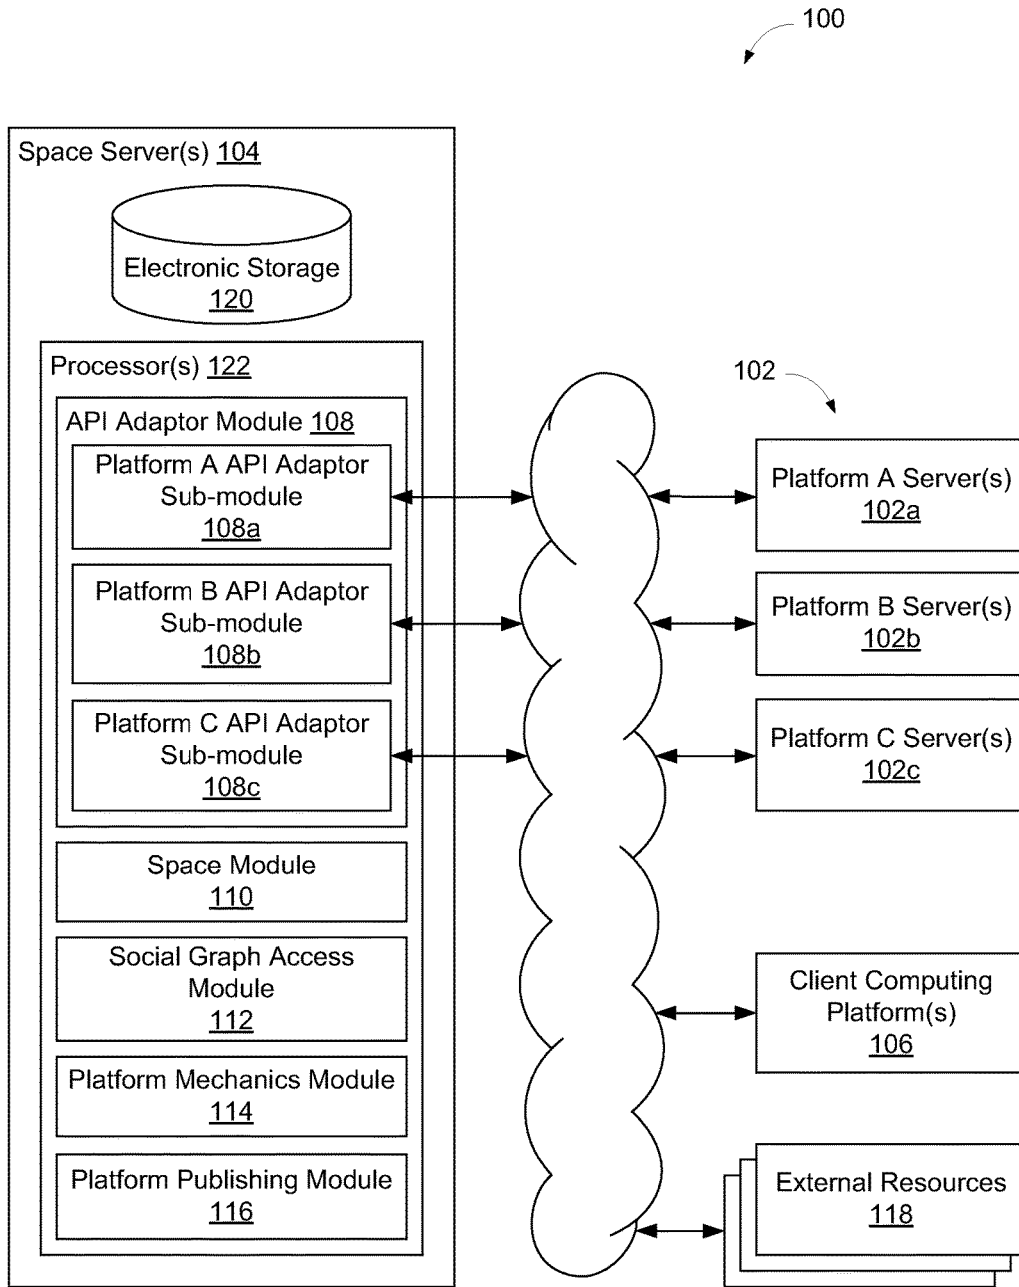 100
Space Server(s) 104
Electronic Storage
120
Processor(s) 122
API Adaptor Module 108
Platform A API Adaptor
Sub-module
108a
Platform B API Adaptor
Sub-module
108b
Platform C API Adaptor
Sub-module
108c
Space Module
110
Social Graph Access
Module
112
Platform Mechanics Module
114
Platform Publishing Module
116
102
Platform A Server(s)
102a
Platform B Server(s)
102b
Platform C Server(s)
102c
Client Computing
Platform(s)
106
External Resources
118